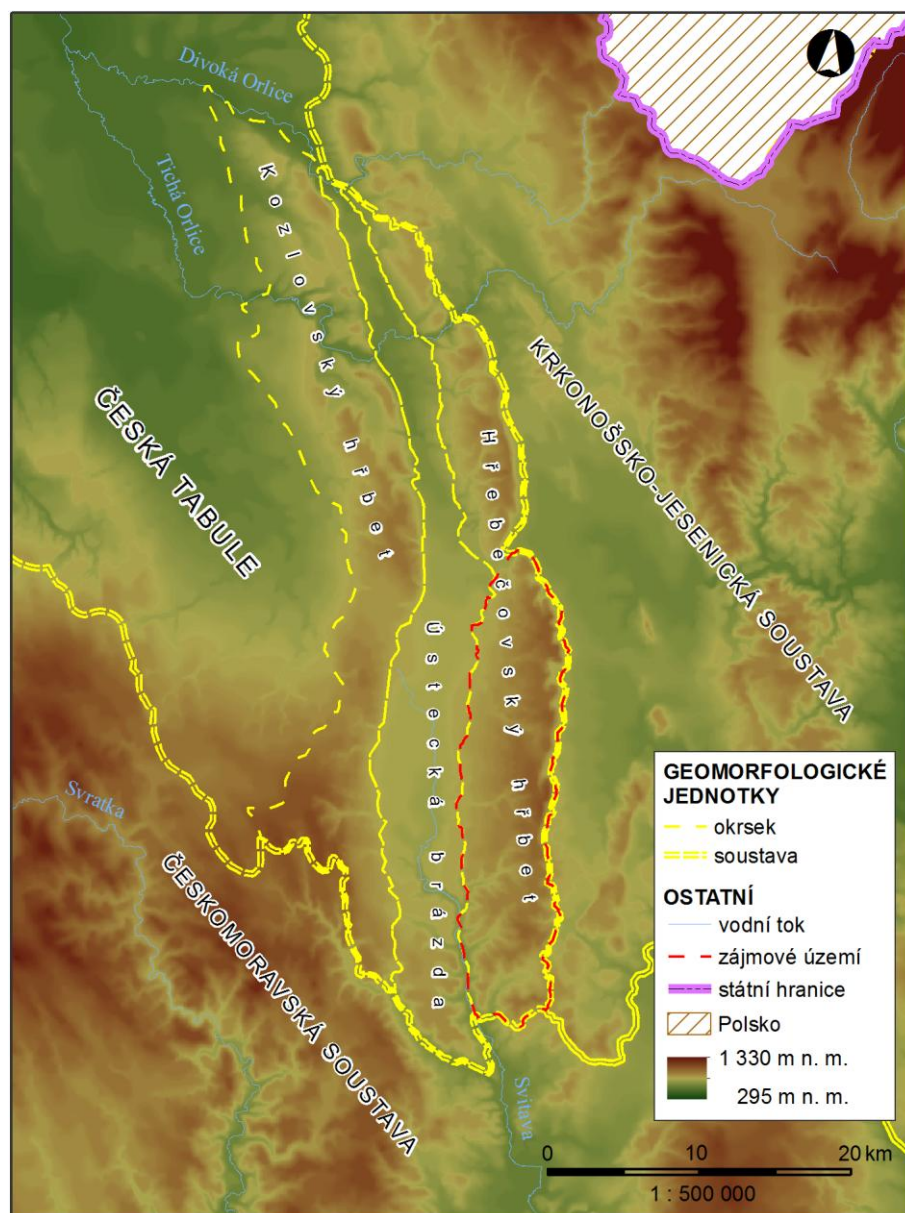 Divoká Orlice
Tichá Orlice
Kozlovský hřbet
KRKONOŠSKO-JESENICKÁ SOUSTAVA
ČESKÁ TABULE
Hřebečovský hřbet
Ústecká brázda
Svratka
ČESKOMORAVSKÁ SOUSTAVA
Svitava
GEOMORFOLOGICKÉ
JEDNOTKY
okrsek
soustava
OSTATNÍ
vodní tok
zájmové území
státní hranice
Polsko
1 330 m n. m.
295 m n. m.
0 10 20 km
1 : 500 000